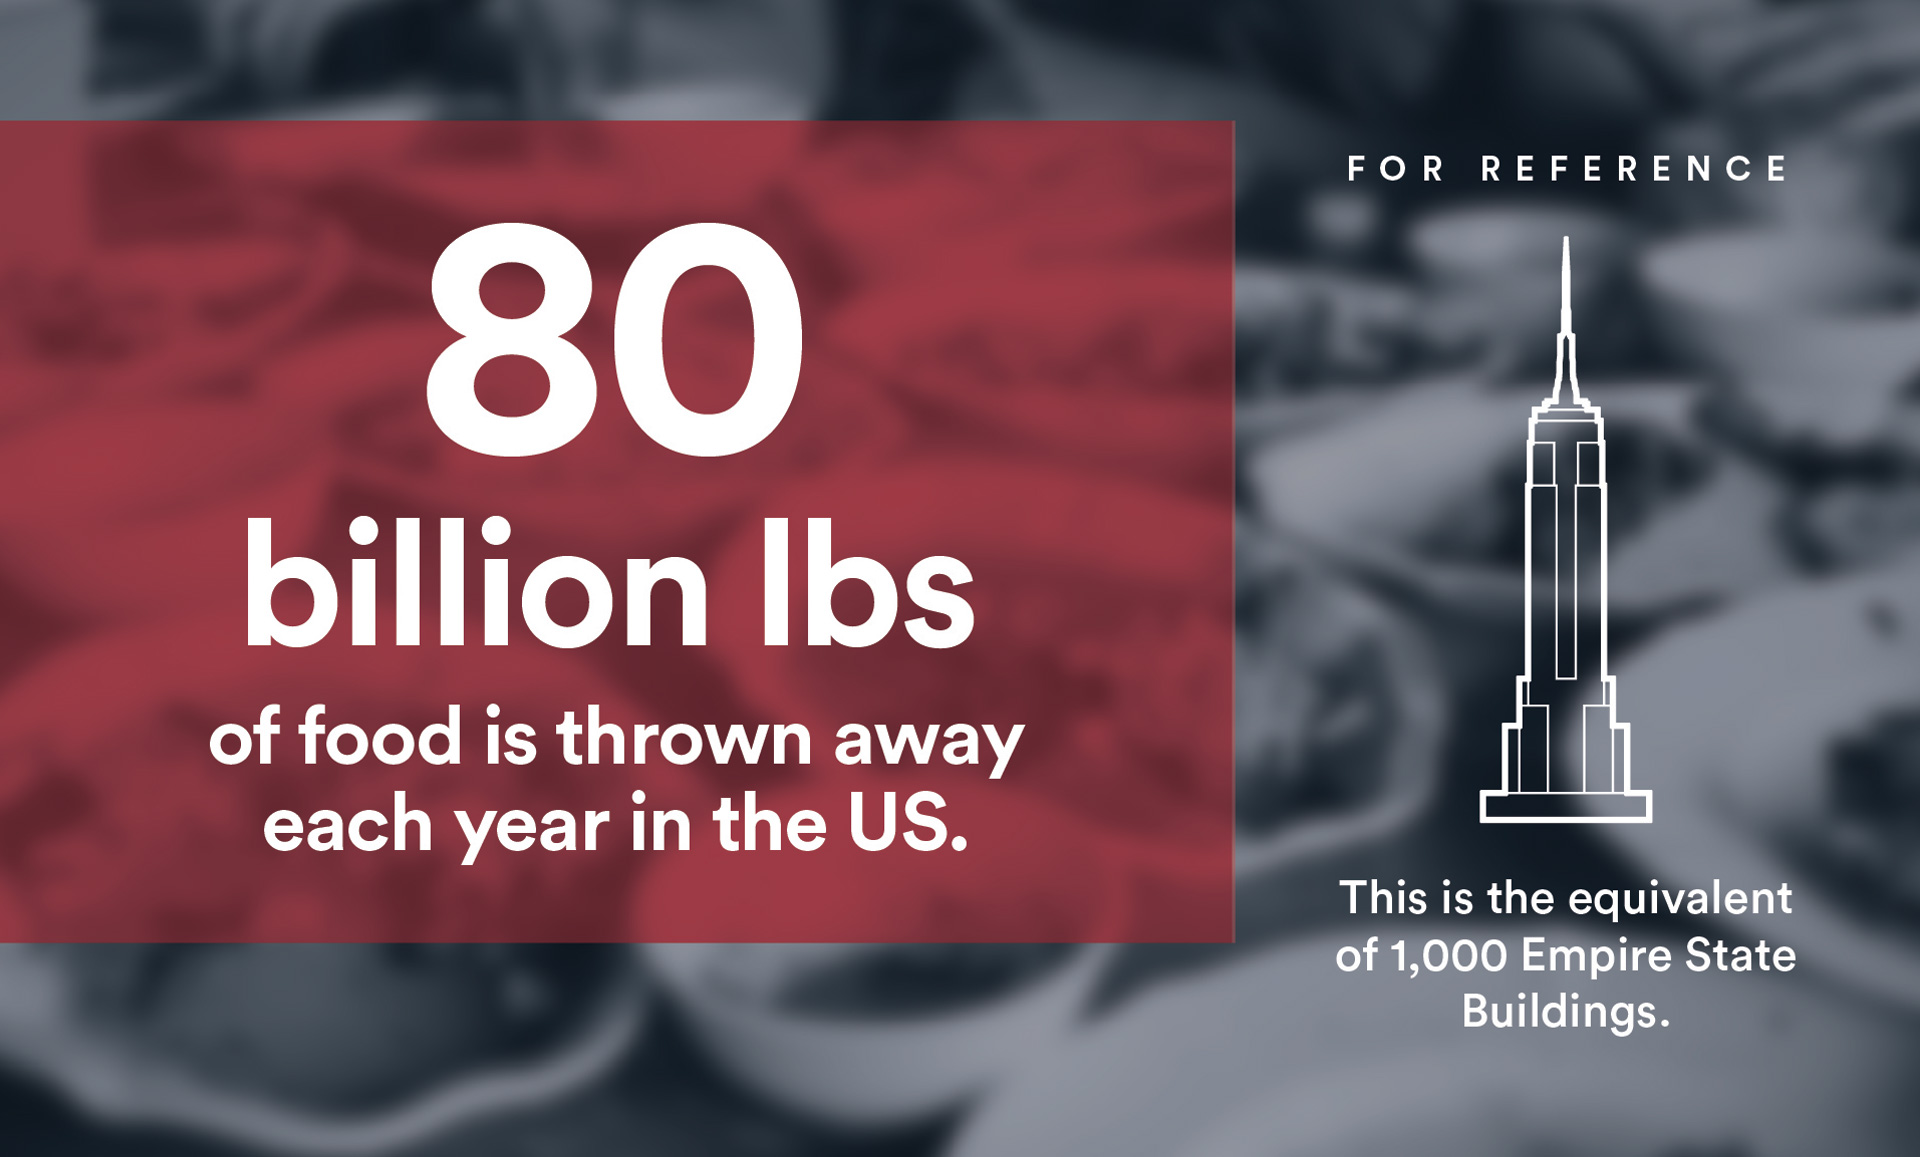 80
billion lbs
of food is thrown away
each year in the US.
FOR REFERENCE
This is the equivalent
of 1,000 Empire State
Buildings.